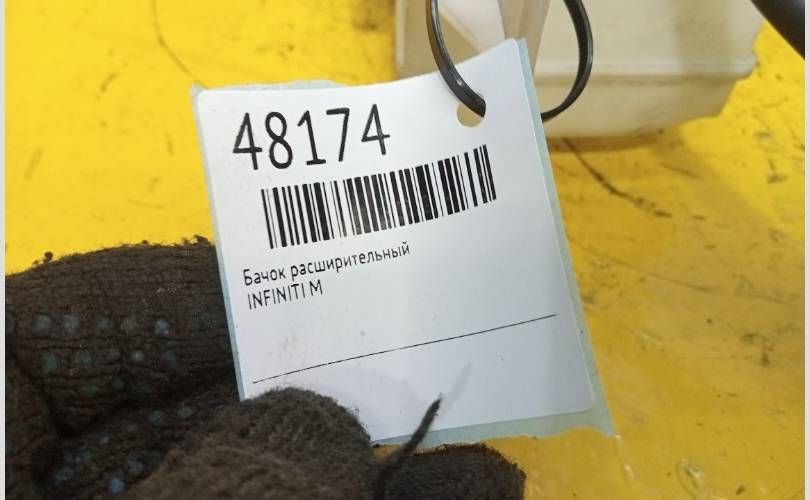 48174
Бачок расширительный
INFINITI M